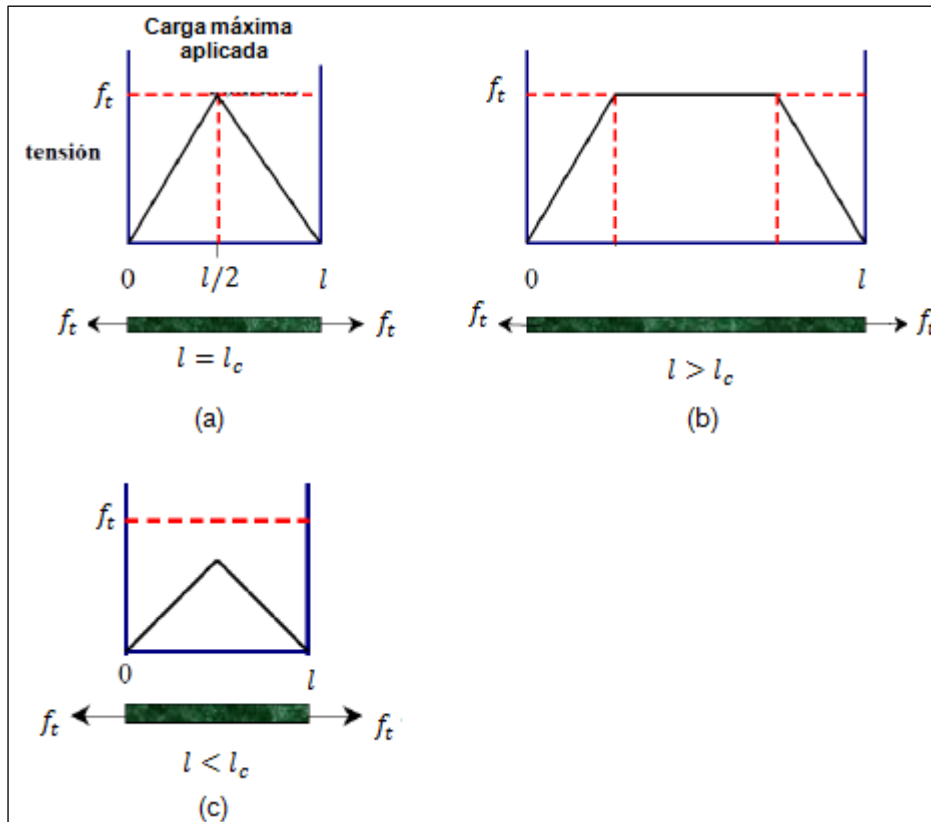 Carga máxima
aplicada
f_t
tensión
0 l/2 l
f_t f_t
l = l_c
(a)
f_t
0 l
f_t f_t
l > l_c
(b)
f_t
0 l
f_t f_t
l < l_c
(c)